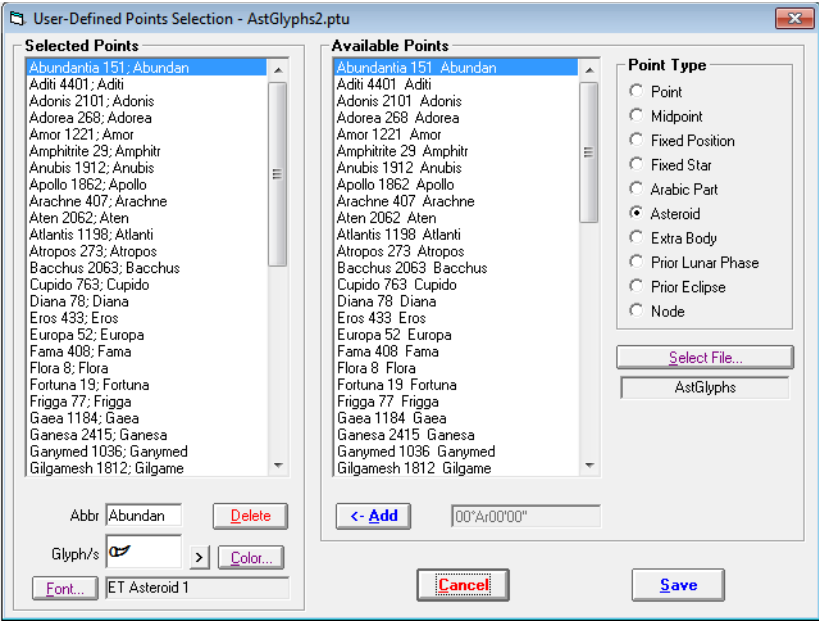 User-Defined Points Selection - AstGlyphs2.ptu
Selected Points
Abundantia 151; Abundan
Aditi 4401; Aditi
Adonis 2101; Adonis
Adorea 268; Adorea
Amor 1221; Amor
Amphitrite 29; Amphitr
Anubis 1912; Anubis
Apollo 1862; Apollo
Arachne 407; Arachne
Aten 2062; Aten
Atlantis 1198; Atlanti
Atropos 273; Atropos
Bacchus 2063; Bacchus
Cupido 763; Cupido
Diana 78; Diana
Eros 433; Eros
Europa 52; Europa
Fama 408; Fama
Flora 8; Flora
Fortuna 19; Fortuna
Frigga 77; Frigga
Gaea 1184; Gaea
Ganesa 2415; Ganesa
Ganymed 1036; Ganymed
Gilgamesh 1812; Gilgame
Abbr Abundan Delete
Glyph/s > Color...
Font... ET Asteroid 1
Available Points
Abundantia 151 Abundan
Aditi 4401 Aditi
Adonis 2101 Adonis
Adorea 268 Adorea
Amor 1221 Amor
Amphitrite 29 Amphitr
Anubis 1912 Anubis
Apollo 1862 Apollo
Arachne 407 Arachne
Aten 2062 Aten
Atlantis 1198 Atlanti
Atropos 273 Atropos
Bacchus 2063 Bacchus
Cupido 763 Cupido
Diana 78 Diana
Eros 433 Eros
Europa 52 Europa
Fama 408 Fama
Flora 8 Flora
Fortuna 19 Fortuna
Frigga 77 Frigga
Gaea 1184 Gaea
Ganesa 2415 Ganesa
Ganymed 1036 Ganymed
Gilgamesh 1812 Gilgame
<- Add 00°Ar00'00"
Point Type
Point
Midpoint
Fixed Position
Fixed Star
Arabic Part
Asteroid
Extra Body
Prior Lunar Phase
Prior Eclipse
Node
Select File...
AstGlyphs
Cancel
Save